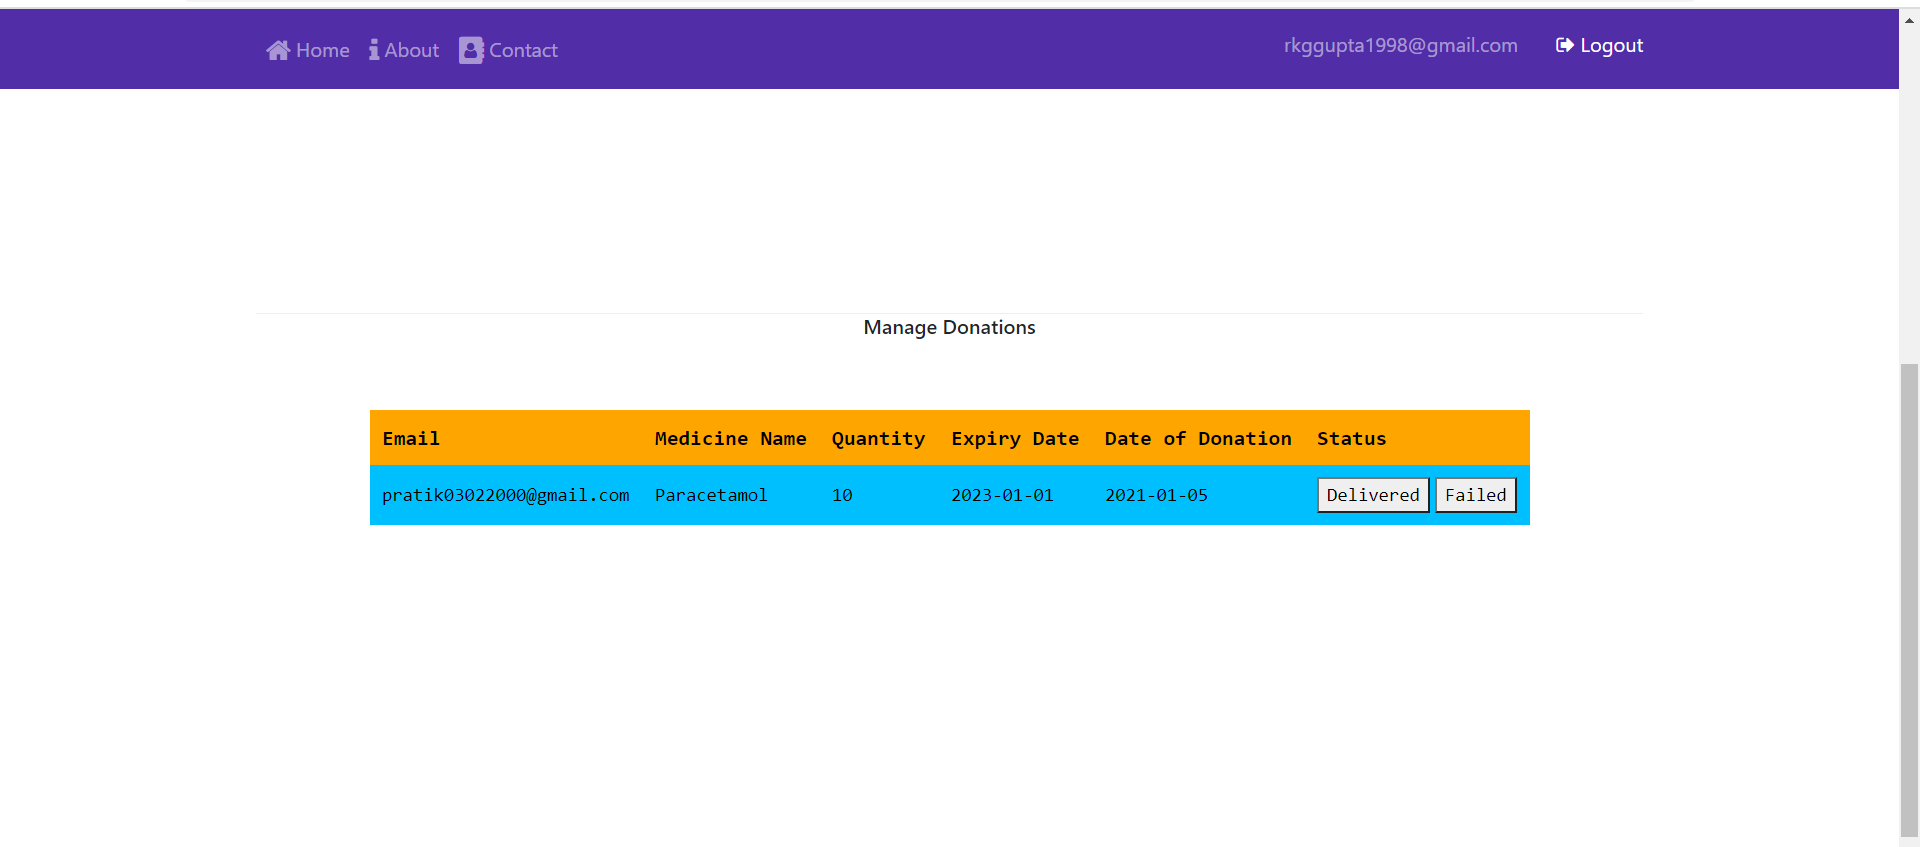 Home About Contact rkggupta1998@gmail.com Logout
Manage Donations
Email Medicine Name Quantity Expiry Date Date of Donation Status
pratik03022000@gmail.com Paracetamol 10 2023-01-01 2021-01-05 Delivered Failed